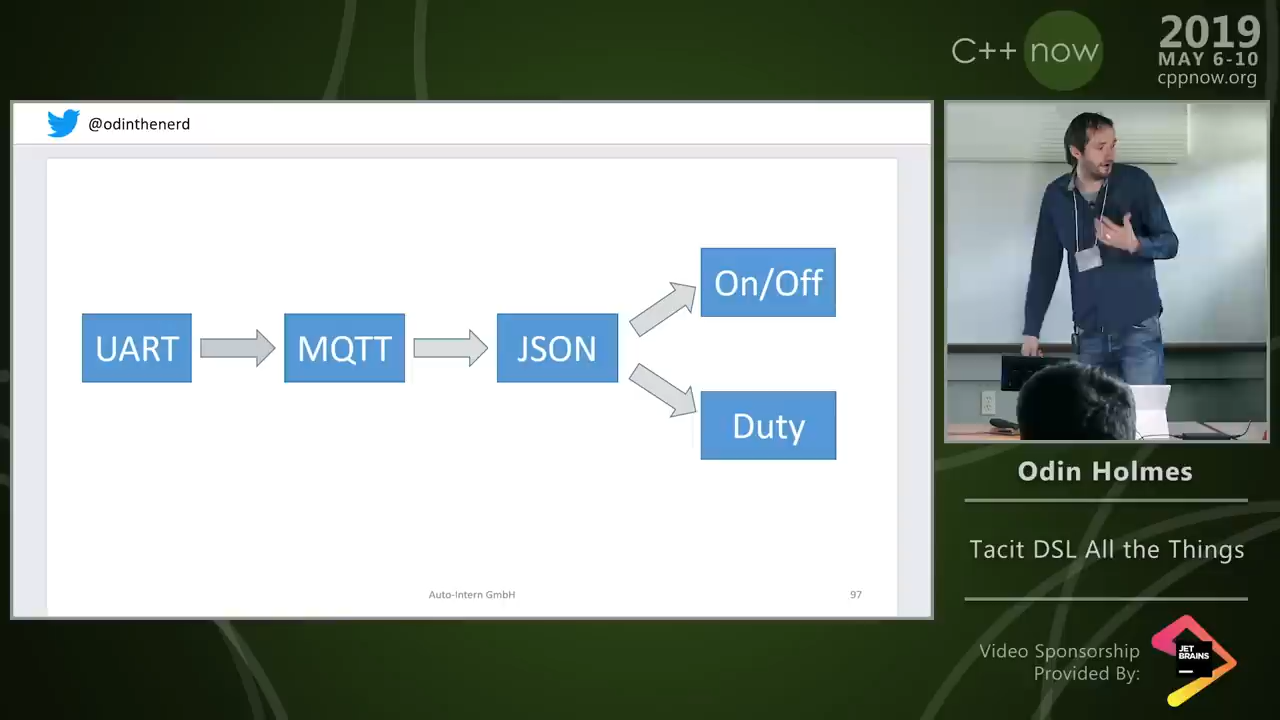 C++ now
2019
MAY 6-10
cppnow.org
@odinthenerd
UART
MQTT
JSON
On/Off
Duty
Auto-Intern GmbH
97
Odin Holmes
Tacit DSL All the Things
Video Sponsorship
Provided By:
JET
BRAINS